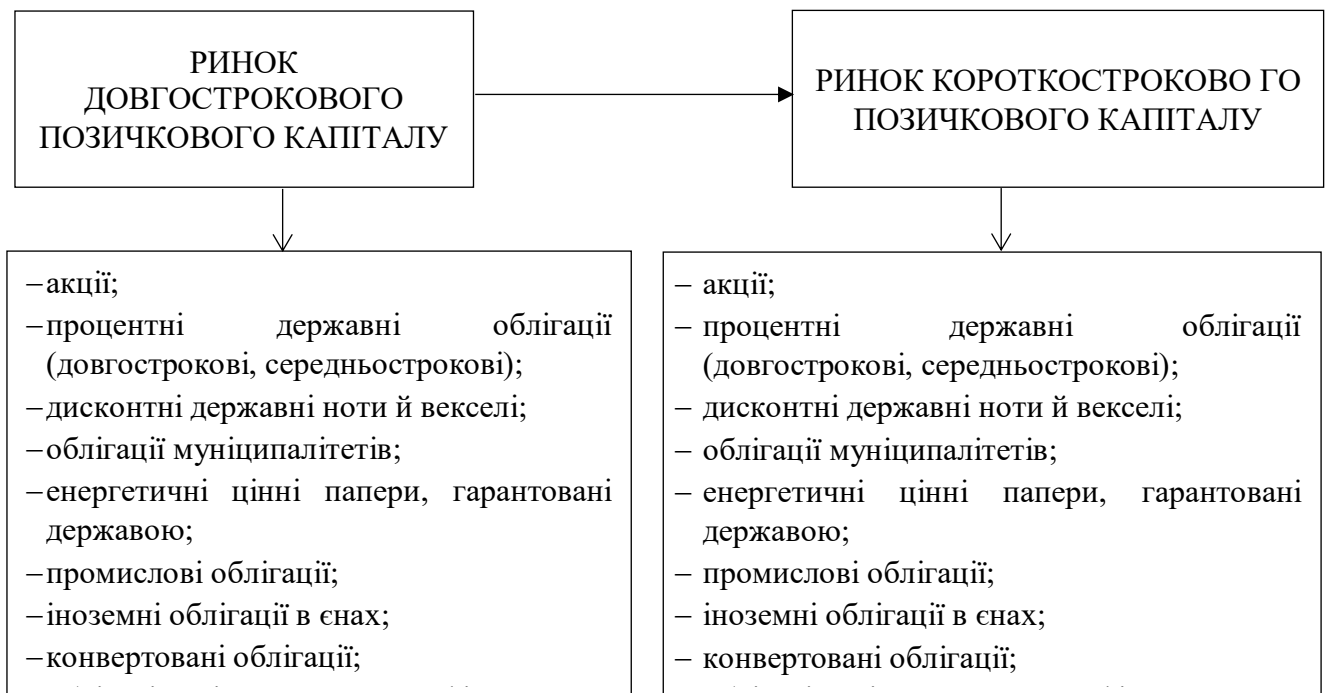 РИНОК
ДОВГОСТРОКОВОГО
ПОЗИЧКОВОГО КАПІТАЛУ
РИНОК КОРОТКОСТРОКОВО ГО
ПОЗИЧКОВОГО КАПІТАЛУ
–акції;
–процентні державні облігації
(довгострокові, середньострокові);
–дисконтні державні ноти й векселі;
–облігації муніципалітетів;
–енергетичні цінні папери, гарантовані
державою;
–промислові облігації;
–іноземні облігації в єнах;
–конвертовані облігації;
– акції;
– процентні державні облігації
(довгострокові, середньострокові);
– дисконтні державні ноти й векселі;
– облігації муніципалітетів;
– енергетичні цінні папери, гарантовані
державою;
– промислові облігації;
– іноземні облігації в єнах;
– конвертовані облігації;